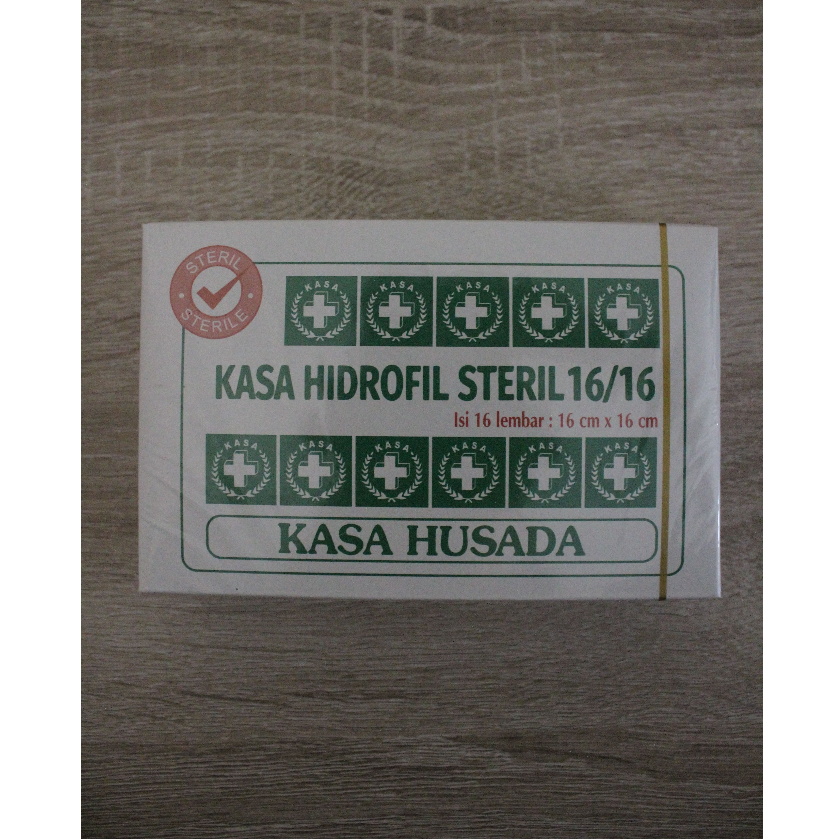 STERIL
STERILE
KASA KASA KASA KASA KASA
KASA HIDROFIL STERIL 16/16
Isi 16 lembar : 16 cm x 16 cm
KASA KASA KASA KASA KASA KASA
KASA HUSADA